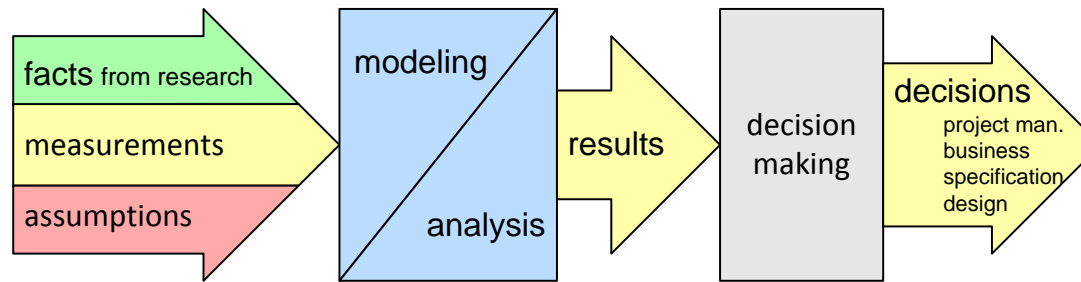 facts from research
measurements
assumptions
modeling
analysis
results
decision
making
decisions
project man.
business
specification
design